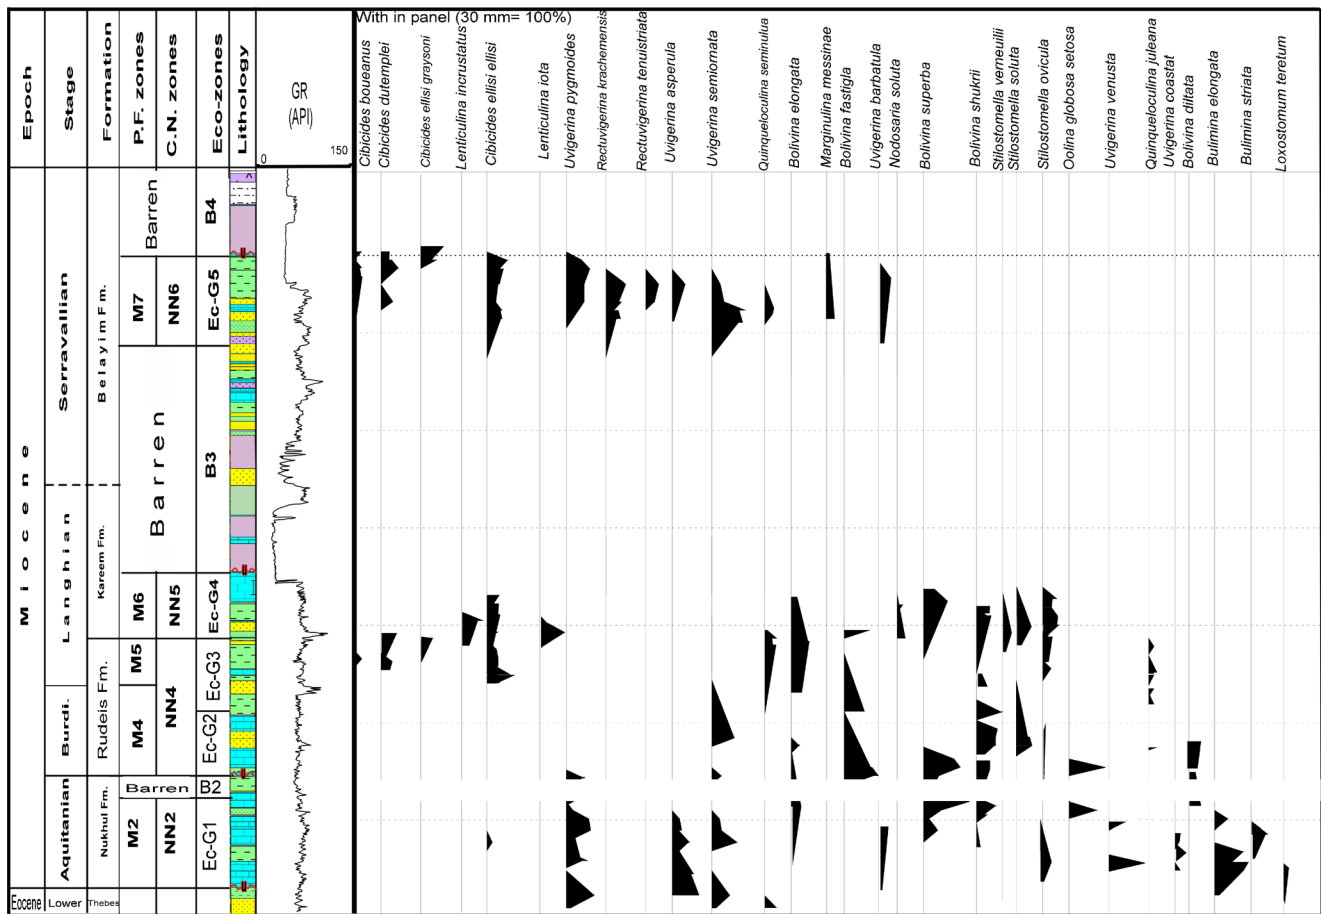 With in panel (30 mm= 100%)
Epoch
Stage
Formation
P.F. zones
C.N. zones
Eco-zones
Lithology
GR
(API)
0
150
Cibicides boueanus
Cibicides dutemplei
Cibicides ellisi graysoni
Lenticulina incrustatus
Cibicides ellisi ellisi
Lenticulina iota
Uvigerina pygmoides
Rectuvigerina krachemensis
Rectuvigerina tenuistriata
Uvigerina asperula
Uvigerina semiornata
Quinqueloculina seminulua
Bolivina elongata
Marginulina messinae
Bolivina fastigla
Uvigerina barbatula
Nodosaria soluta
Bolivina superba
Bolivina shukrii
Stilostomella verneuilii
Stilostomella soluta
Stilostomella ovicula
Oolina globosa setosa
Uvigerina venusta
Quinqueloculina juleana
Uvigerina coastat
Bolivina diltata
Bulimina elongata
Bulimina striata
Loxostomum teretum
Miocene
Serravallian
Belayim Fm.
Barren
B4
M7
NN6
Ec-G5
Barren
B3
Langhian
Kareem Fm.
M6
NN5
Ec-G4
M5
Ec-G3
Rudeis Fm.
NN4
Burdi.
M4
Ec-G2
Aquitanian
Nukhul Fm.
Barren
B2
M2
NN2
Ec-G1
Eocene
Lower
Thebes